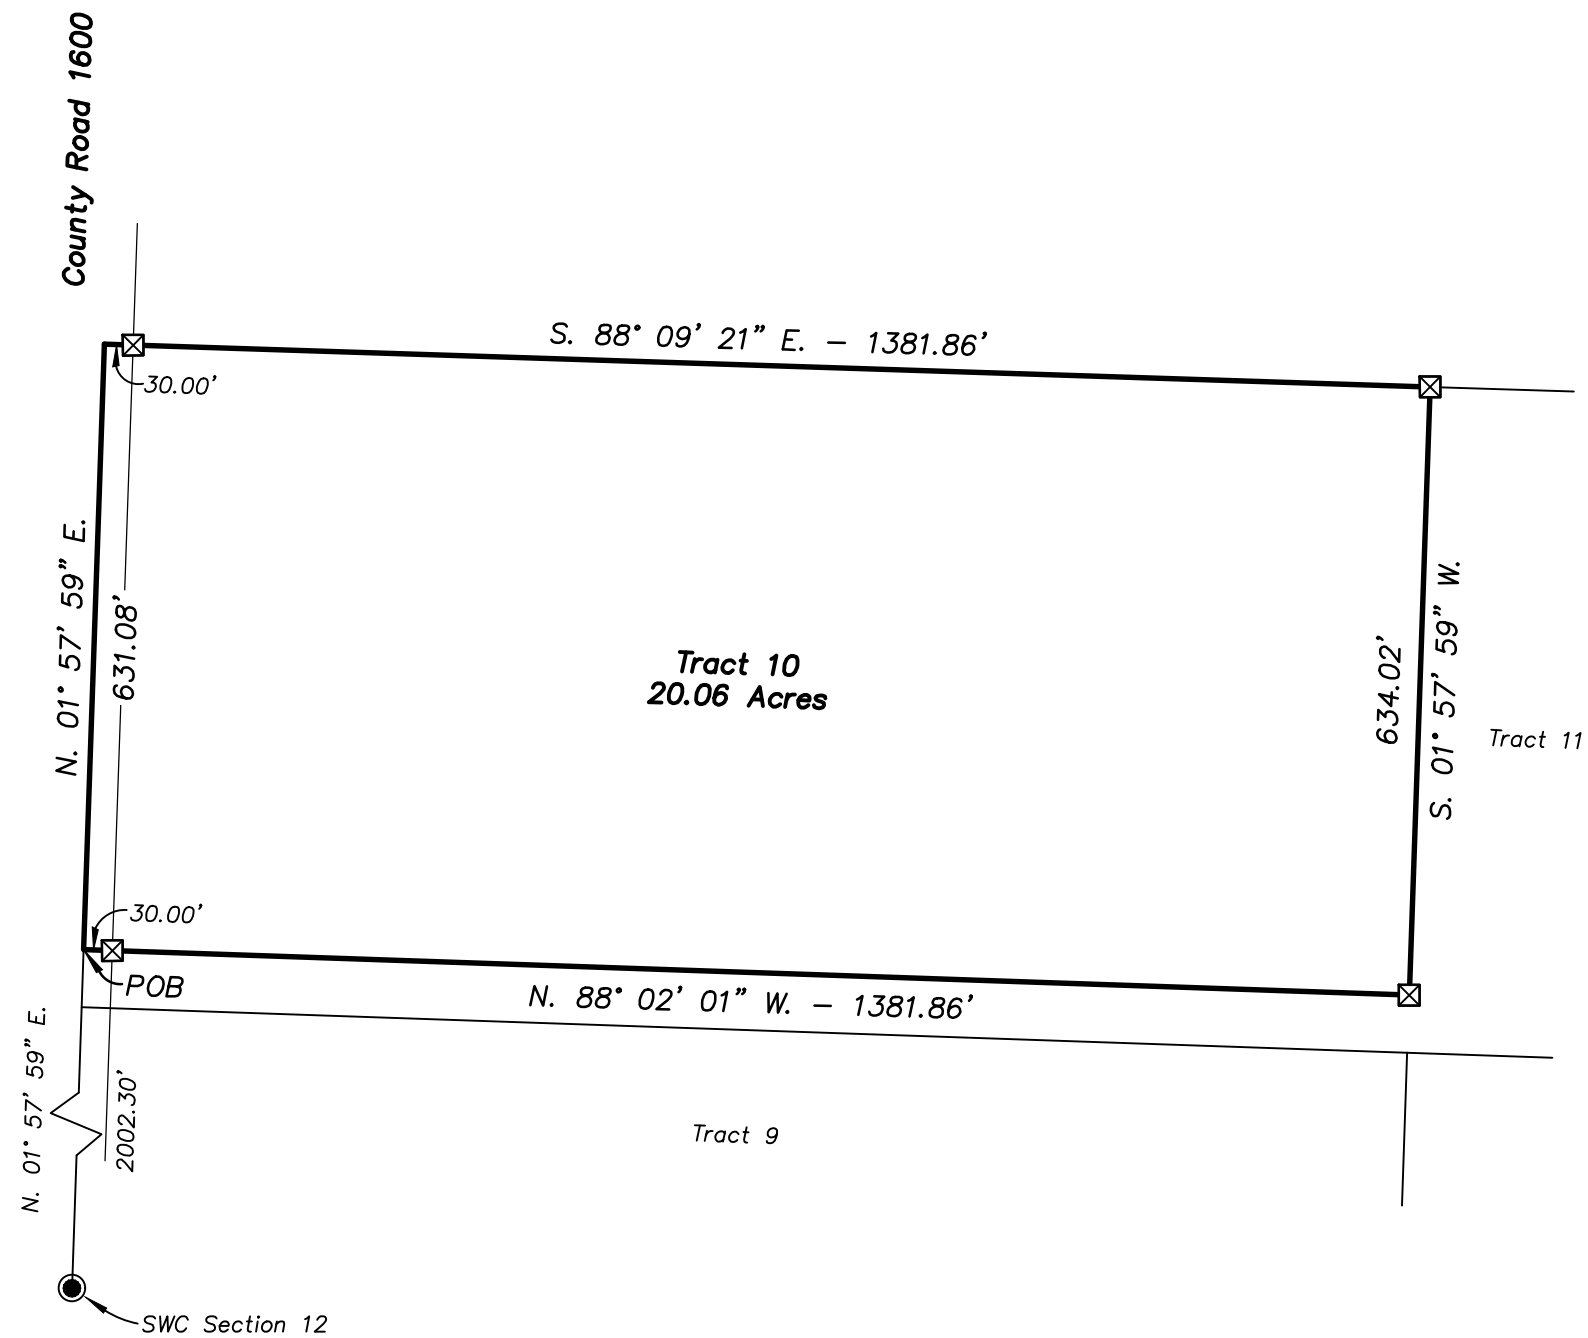 County Road 1600
S. 88° 09' 21" E. – 1381.86'
30.00'
N. 01° 57' 59" E.
631.08'
Tract 10
20.06 Acres
634.02'
S. 01° 57' 59" W.
Tract 11
30.00'
POB
N. 88° 02' 01" W. – 1381.86'
N. 01° 57' 59" E.
2002.30'
Tract 9
SWC Section 12